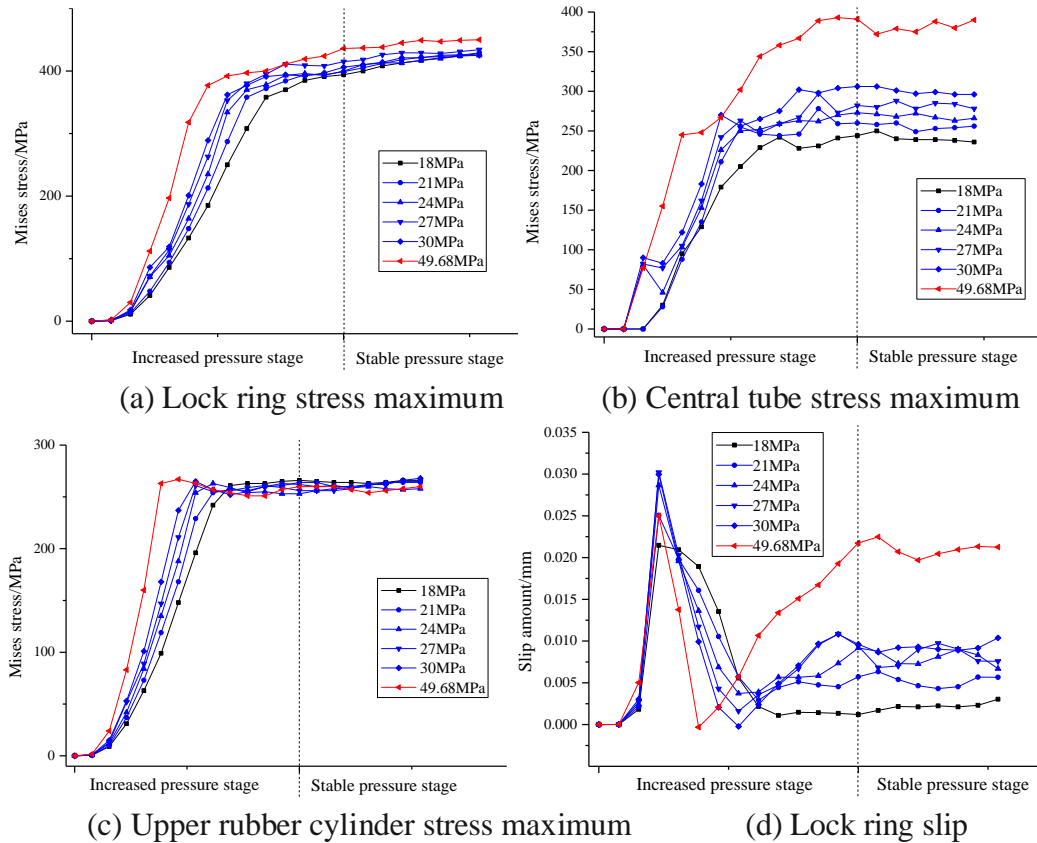 Mises stress/MPa
400
200
0
18MPa
21MPa
24MPa
27MPa
30MPa
49.68MPa
Increased pressure stage
Stable pressure stage
(a) Lock ring stress maximum
Mises stress/MPa
400
350
300
250
200
150
100
50
0
18MPa
21MPa
24MPa
27MPa
30MPa
49.68MPa
Increased pressure stage
Stable pressure stage
(b) Central tube stress maximum
Mises stress/MPa
300
200
100
0
18MPa
21MPa
24MPa
27MPa
30MPa
49.68MPa
Increased pressure stage
Stable pressure stage
(c) Upper rubber cylinder stress maximum
Slip amount/mm
0.035
0.030
0.025
0.020
0.015
0.010
0.005
0.000
18MPa
21MPa
24MPa
27MPa
30MPa
49.68MPa
Increased pressure stage
Stable pressure stage
(d) Lock ring slip